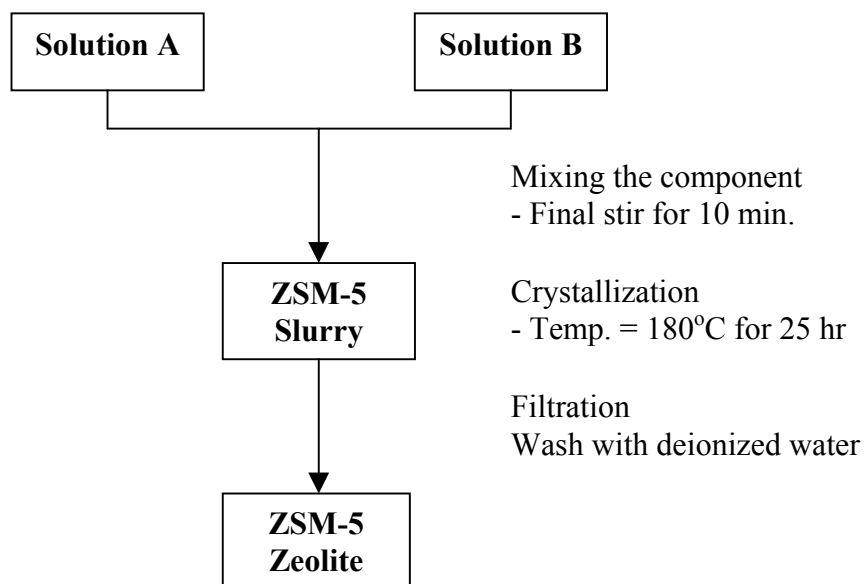 Solution A
Solution B
Mixing the component
- Final stir for 10 min.
ZSM-5
Slurry
Crystallization
- Temp. = 180°C for 25 hr
Filtration
Wash with deionized water
ZSM-5
Zeolite